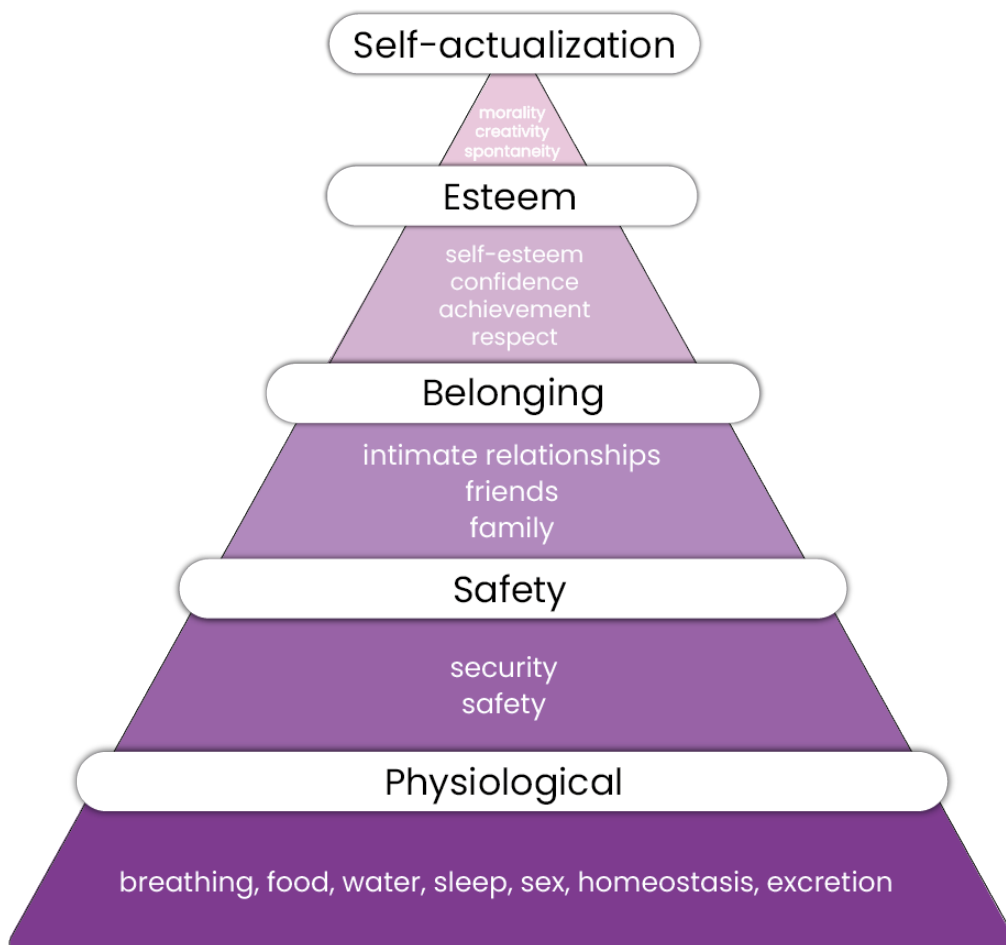 Self-actualization
morality
creativity
spontaneity
Esteem
self-esteem
confidence
achievement
respect
Belonging
intimate relationships
friends
family
Safety
security
safety
Physiological
breathing, food, water, sleep, sex, homeostasis, excretion